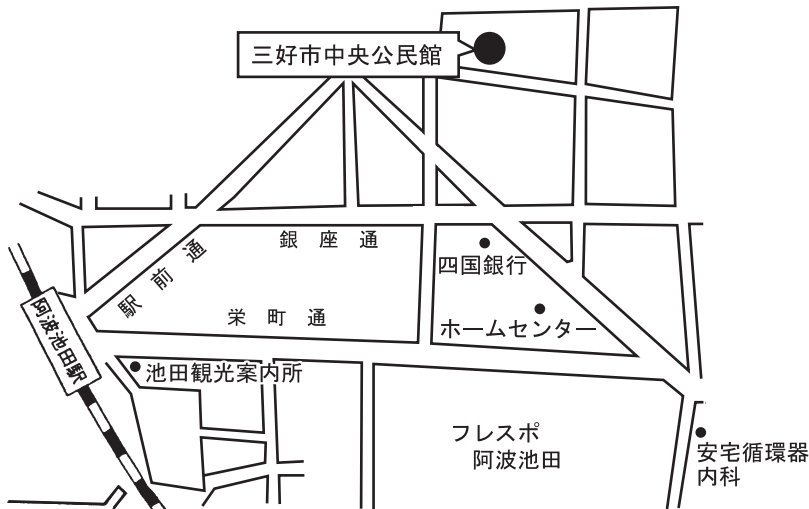 三好市中央公民館
銀座通
駅前通
四国銀行
栄町通
ホームセンター
阿波池田駅
池田観光案内所
フレスポ
阿波池田
安宅循環器
内科